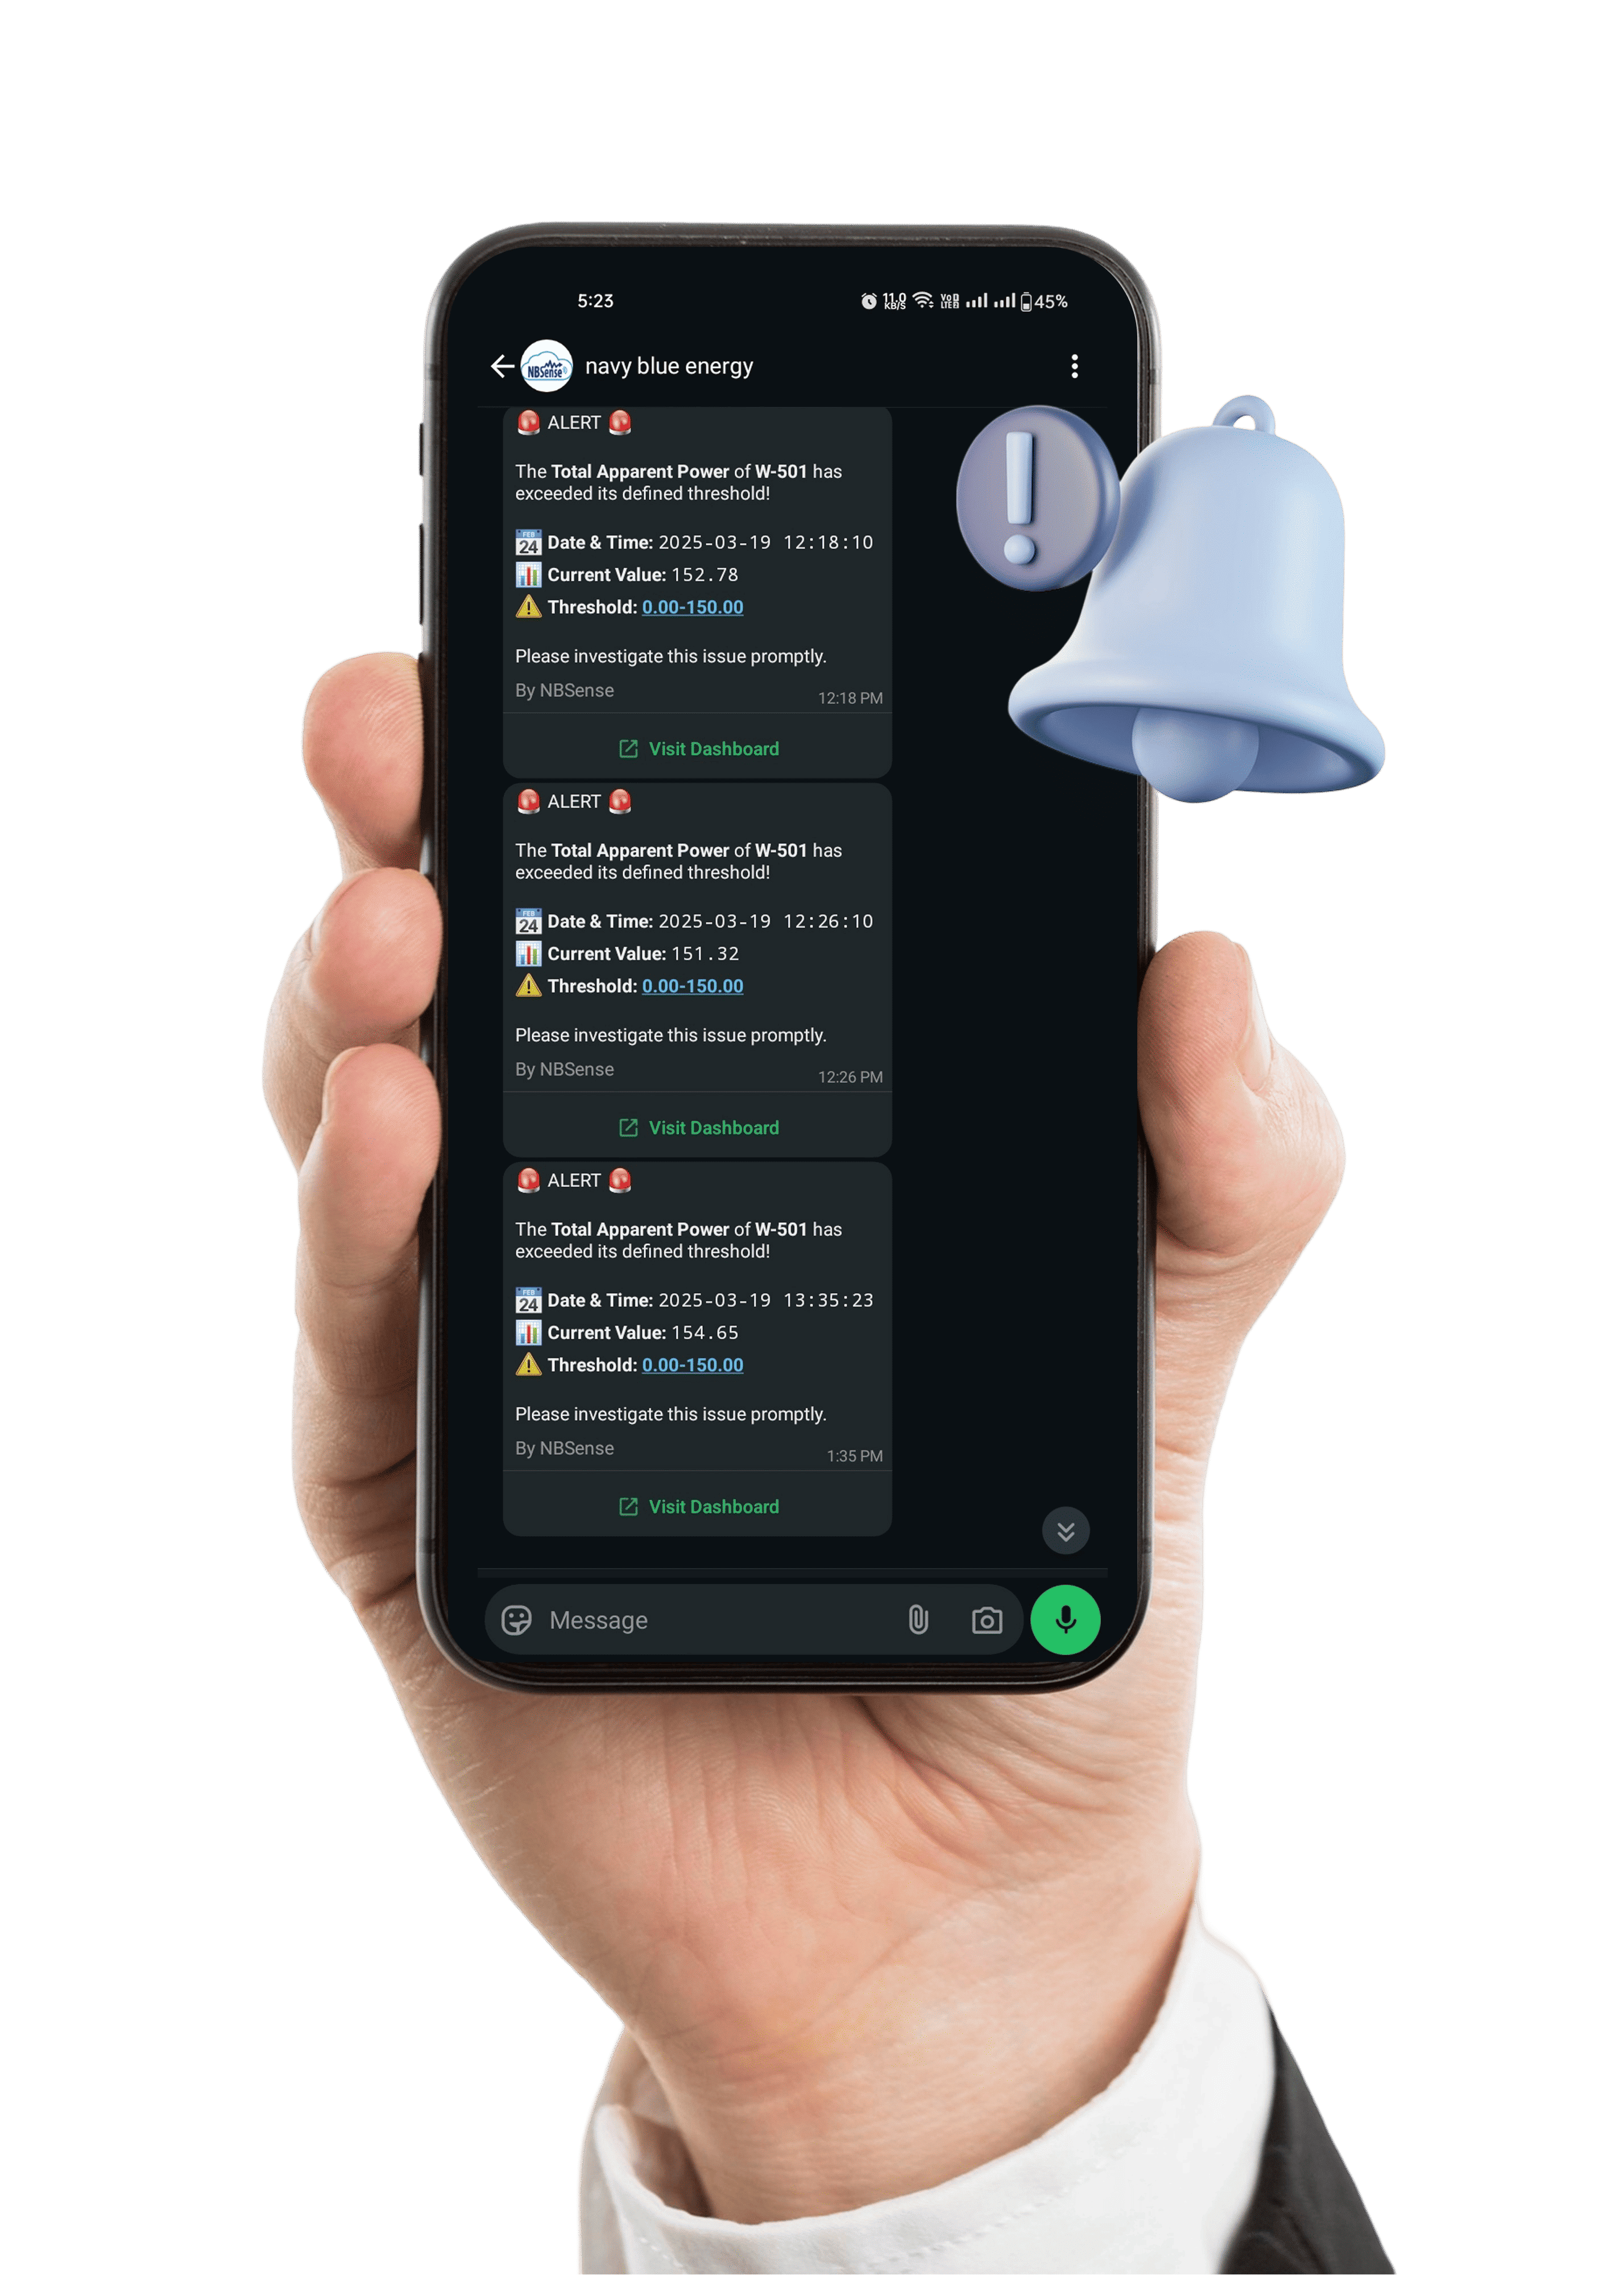 5:23
11.0 KB/S
Vo LTE
45%
NBSense
navy blue energy
🚨 ALERT 🚨
The Total Apparent Power of W-501 has
exceeded its defined threshold!
FEB
24
Date & Time: 2025-03-19 12:18:10
Current Value: 152.78
Threshold: 0.00-150.00
Please investigate this issue promptly.
By NBSense
12:18 PM
Visit Dashboard
🚨 ALERT 🚨
The Total Apparent Power of W-501 has
exceeded its defined threshold!
FEB
24
Date & Time: 2025-03-19 12:26:10
Current Value: 151.32
Threshold: 0.00-150.00
Please investigate this issue promptly.
By NBSense
12:26 PM
Visit Dashboard
🚨 ALERT 🚨
The Total Apparent Power of W-501 has
exceeded its defined threshold!
FEB
24
Date & Time: 2025-03-19 13:35:23
Current Value: 154.65
Threshold: 0.00-150.00
Please investigate this issue promptly.
By NBSense
1:35 PM
Visit Dashboard
Message